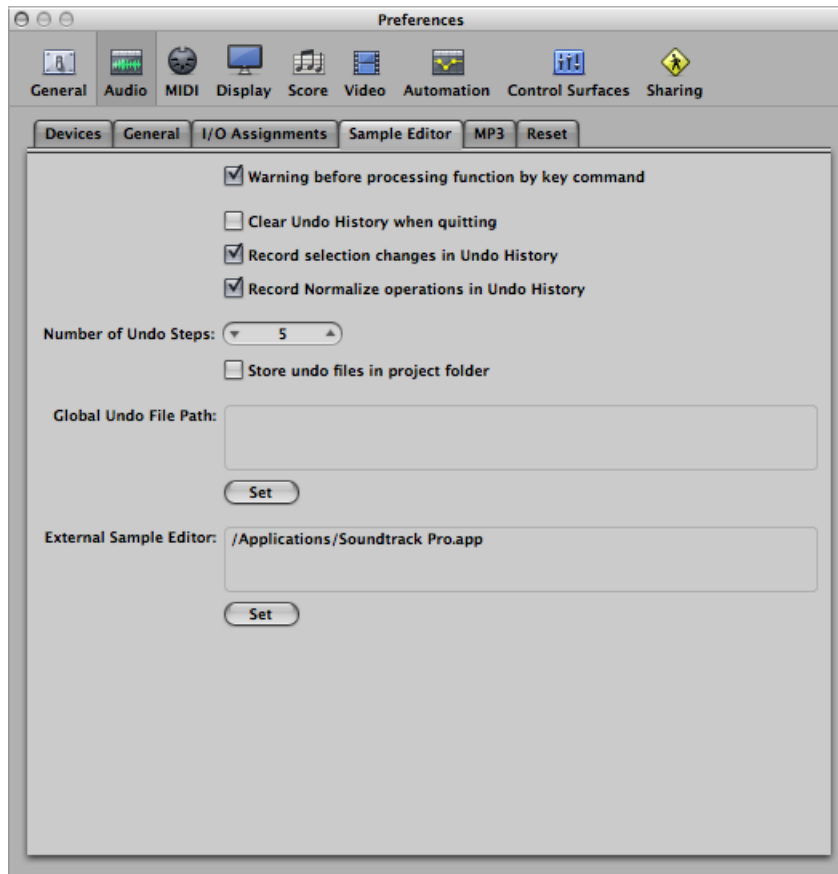 Preferences
General Audio MIDI Display Score Video Automation Control Surfaces Sharing
Devices General I/O Assignments Sample Editor MP3 Reset
Warning before processing function by key command
Clear Undo History when quitting
Record selection changes in Undo History
Record Normalize operations in Undo History
Number of Undo Steps: 5
Store undo files in project folder
Global Undo File Path:
Set
External Sample Editor: /Applications/Soundtrack Pro.app
Set